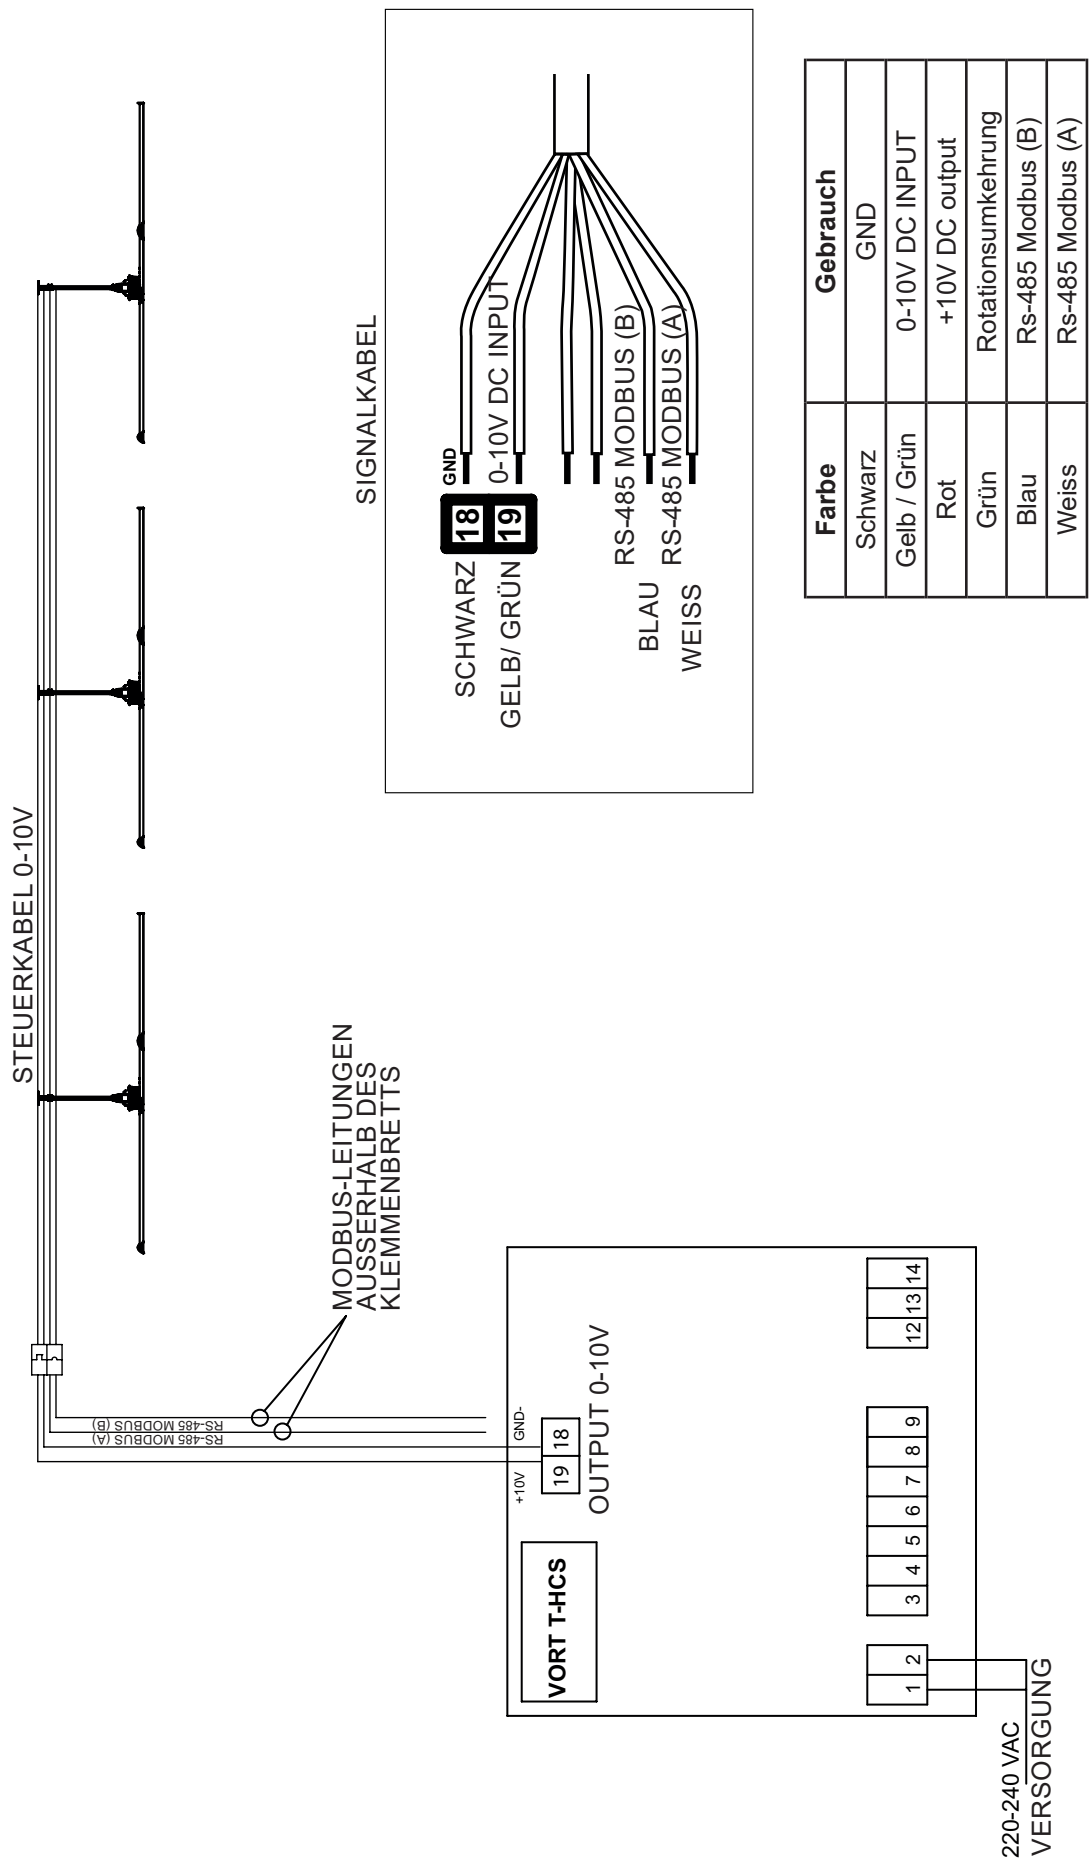 STEUERKABEL 0-10V
MODBUS-LEITUNGEN
AUSSERHALB DES
KLEMMENBRETTS
RS-485 MODBUS (B)
RS-485 MODBUS (A)
+10V
GND-
19 18
OUTPUT 0-10V
VORT T-HCS
1 2
3 4 5 6 7 8 9
12 13 14
220-240 VAC
VERSORGUNG
SIGNALKABEL
SCHWARZ
18
GND
GELB/ GRÜN
19
0-10V DC INPUT
RS-485 MODBUS (B)
BLAU
RS-485 MODBUS (A)
WEISS
Farbe Gebrauch
Schwarz GND
Gelb / Grün 0-10V DC INPUT
Rot +10V DC output
Grün Rotationsumkehrung
Blau Rs-485 Modbus (B)
Weiss Rs-485 Modbus (A)